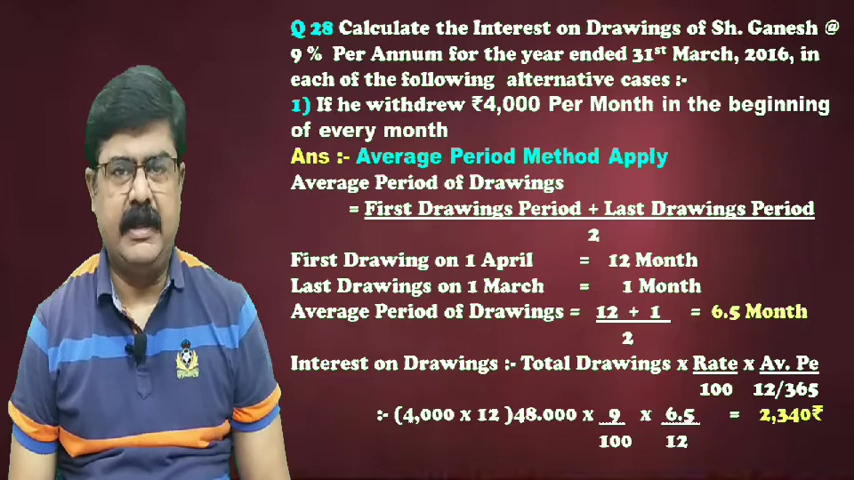 Q 28 Calculate the Interest on Drawings of Sh. Ganesh @
9 % Per Annum for the year ended 31st March, 2016, in
each of the following alternative cases :-
1) If he withdrew ₹4,000 Per Month in the beginning
of every month
Ans :- Average Period Method Apply
Average Period of Drawings
= First Drawings Period + Last Drawings Period
2
First Drawing on 1 April = 12 Month
Last Drawings on 1 March = 1 Month
Average Period of Drawings = 12 + 1 = 6.5 Month
2
Interest on Drawings :- Total Drawings x Rate x Av. Pe
100 12/365
:- (4,000 x 12 )48.000 x 9 x 6.5 = 2,340₹
100 12